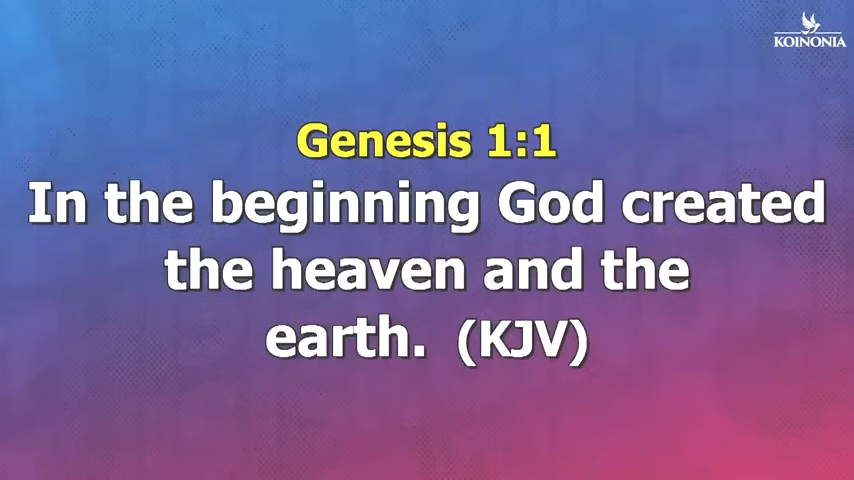 KOINONIA
Genesis 1:1
In the beginning God created
the heaven and the
earth. (KJV)